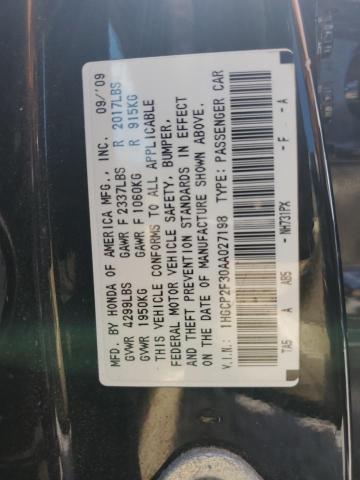 MFD. BY HONDA OF AMERICA MFG., INC. 09/'09
GVWR 4299LBS GAWR F 2337LBS R 2017LBS
GVWR 1950KG GAWR F 1060KG R 915KG
THIS VEHICLE CONFORMS TO ALL APPLICABLE
FEDERAL MOTOR VEHICLE SAFETY, BUMPER,
AND THEFT PREVENTION STANDARDS IN EFFECT
ON THE DATE OF MANUFACTURE SHOWN ABOVE.
V.I.N.: 1HGCP2F30AA027198 TYPE: PASSENGER CAR
TA5 A ABS - NH731PX - F - A